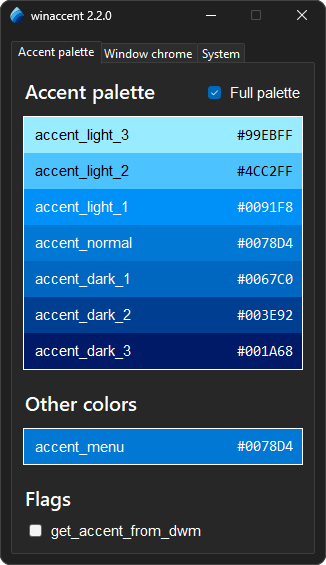 winaccent 2.2.0
Accent palette Window chrome System
Accent palette Full palette
accent_light_3 #99EBFF
accent_light_2 #4CC2FF
accent_light_1 #0091F8
accent_normal #0078D4
accent_dark_1 #0067C0
accent_dark_2 #003E92
accent_dark_3 #001A68
Other colors
accent_menu #0078D4
Flags
get_accent_from_dwm